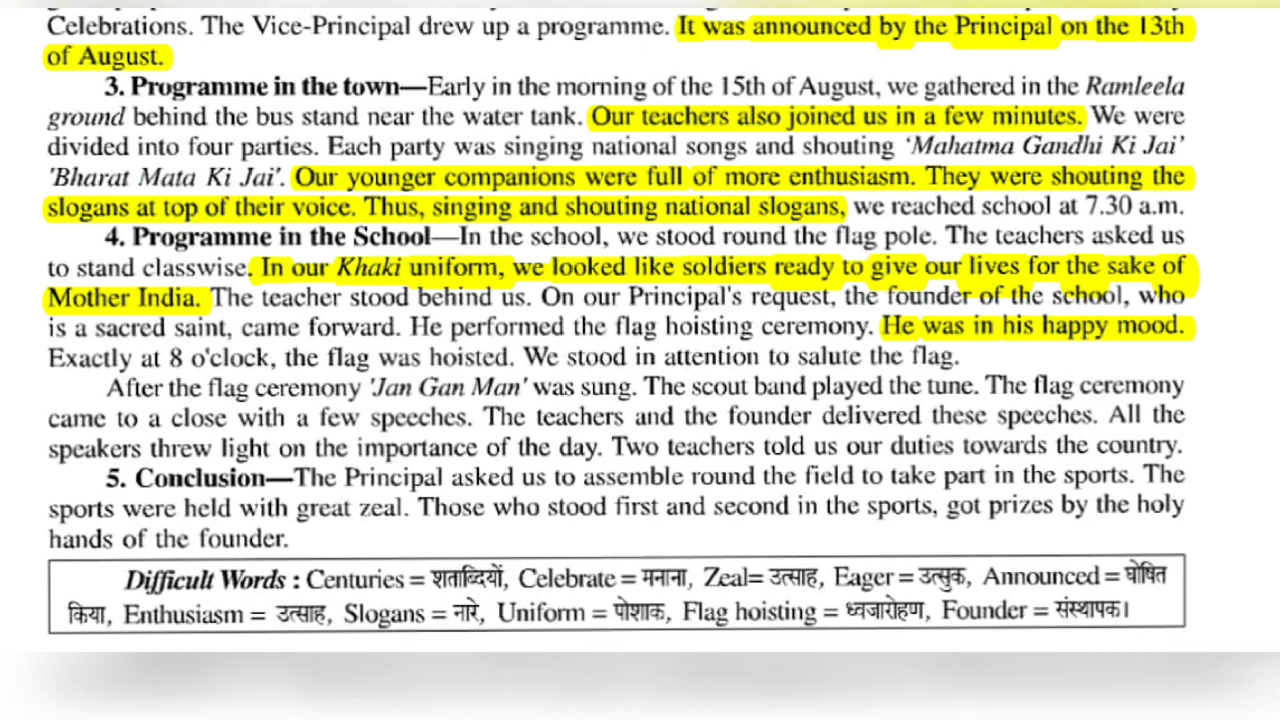 Celebrations. The Vice-Principal drew up a programme. It was announced by the Principal on the 13th
of August.
3. Programme in the town—Early in the morning of the 15th of August, we gathered in the Ramleela
ground behind the bus stand near the water tank. Our teachers also joined us in a few minutes. We were
divided into four parties. Each party was singing national songs and shouting ‘Mahatma Gandhi Ki Jai’
'Bharat Mata Ki Jai'. Our younger companions were full of more enthusiasm. They were shouting the
slogans at top of their voice. Thus, singing and shouting national slogans, we reached school at 7.30 a.m.
4. Programme in the School—In the school, we stood round the flag pole. The teachers asked us
to stand classwise. In our Khaki uniform, we looked like soldiers ready to give our lives for the sake of
Mother India. The teacher stood behind us. On our Principal's request, the founder of the school, who
is a sacred saint, came forward. He performed the flag hoisting ceremony. He was in his happy mood.
Exactly at 8 o'clock, the flag was hoisted. We stood in attention to salute the flag.
After the flag ceremony 'Jan Gan Man' was sung. The scout band played the tune. The flag ceremony
came to a close with a few speeches. The teachers and the founder delivered these speeches. All the
speakers threw light on the importance of the day. Two teachers told us our duties towards the country.
5. Conclusion—The Principal asked us to assemble round the field to take part in the sports. The
sports were held with great zeal. Those who stood first and second in the sports, got prizes by the holy
hands of the founder.
Difficult Words : Centuries = शताब्दियों, Celebrate = मनाना, Zeal= उत्साह, Eager = उत्सुक, Announced = घोषित
किया, Enthusiasm = उत्साह, Slogans = नारे, Uniform = पोशाक, Flag hoisting = ध्वजारोहण, Founder = संस्थापक।